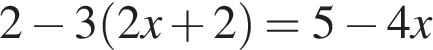 2 − 3(2x + 2) = 5 − 4x